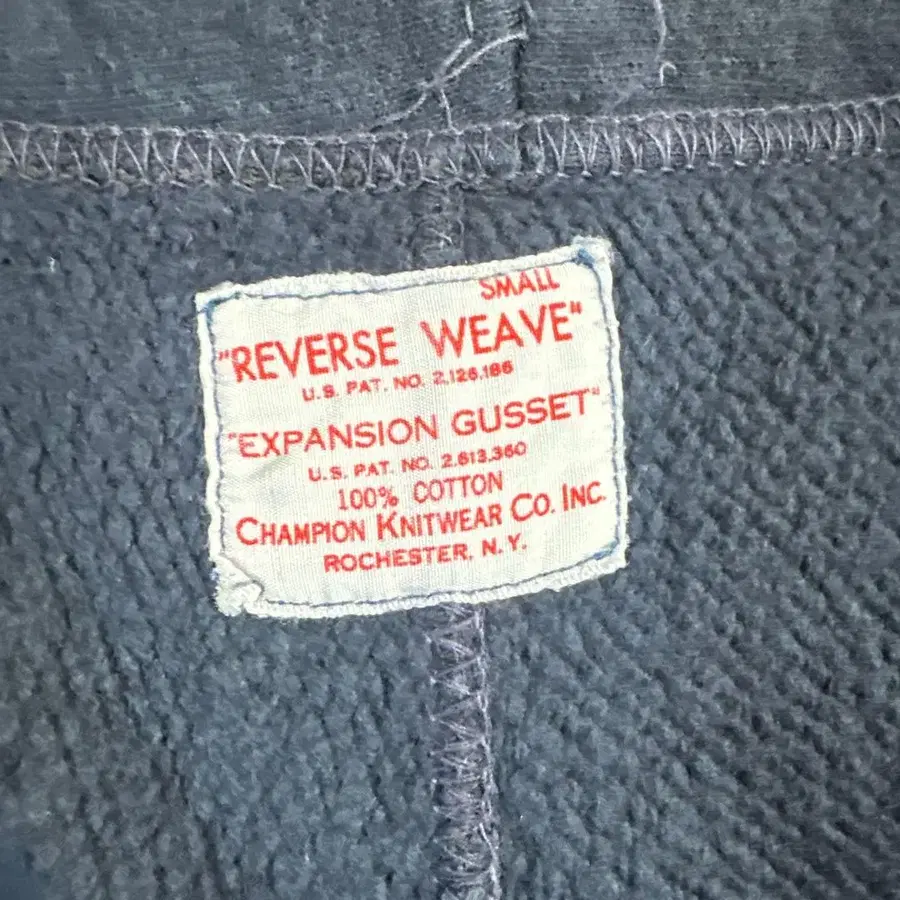 SMALL
"REVERSE WEAVE"
U.S. PAT. NO. 2,126,186
"EXPANSION GUSSET"
U.S. PAT. NO. 2,613,360
100% COTTON
CHAMPION KNITWEAR CO. INC.
ROCHESTER, N.Y.